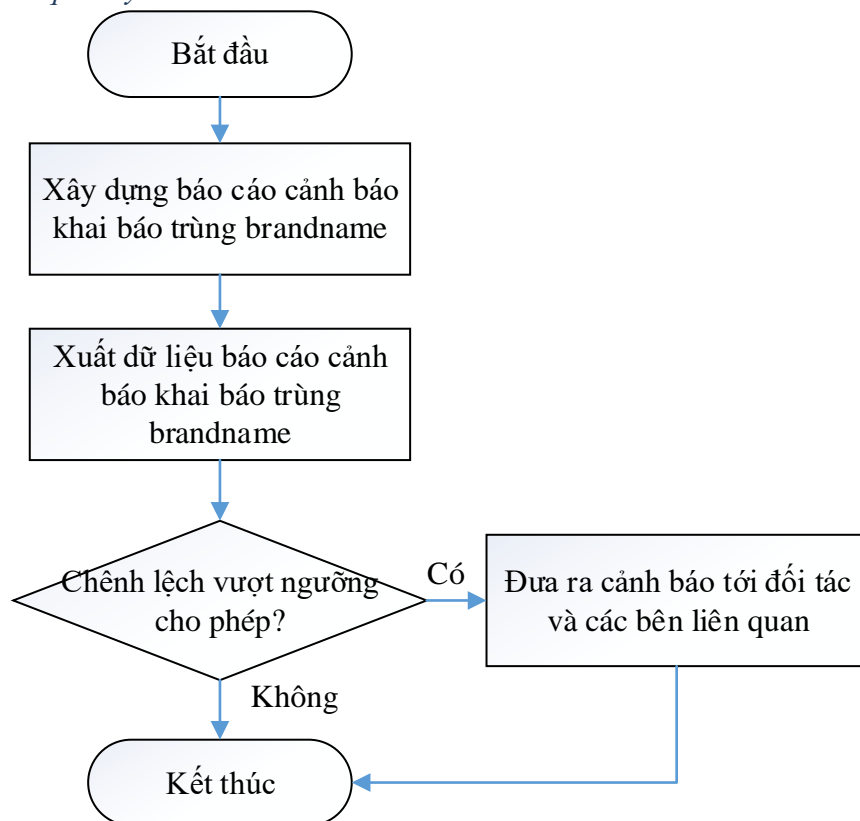 Bắt đầu
Xây dựng báo cáo cảnh báo
khai báo trùng brandname
Xuất dữ liệu báo cáo cảnh
báo khai báo trùng
brandname
Chênh lệch vượt ngưỡng
cho phép?
Có
Đưa ra cảnh báo tới đối tác
và các bên liên quan
Không
Kết thúc